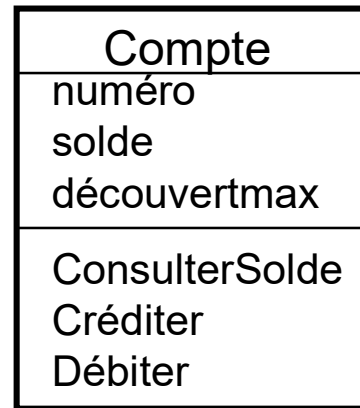 Compte
numéro
solde
découvertmax
ConsulterSolde
Créditer
Débiter